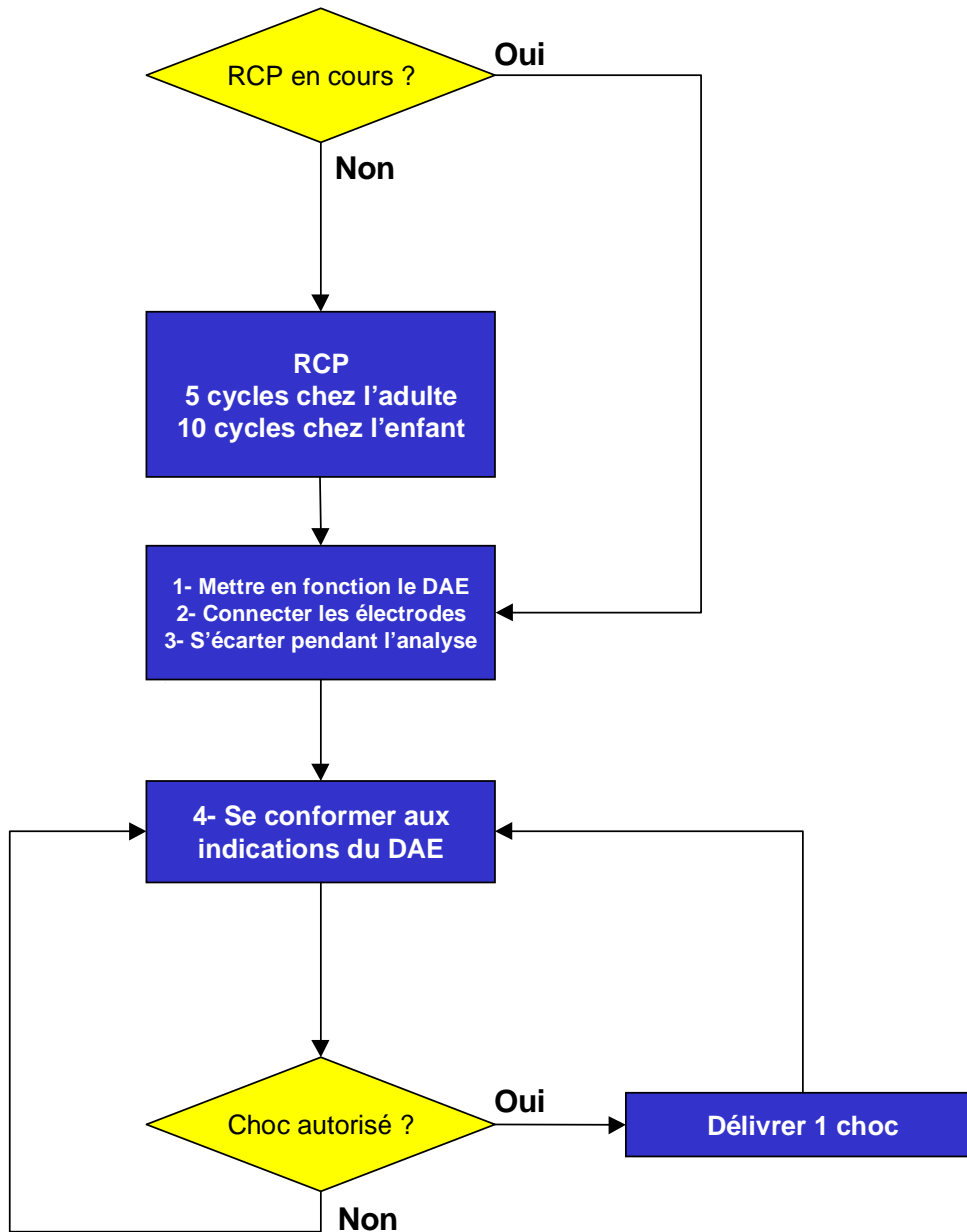 RCP en cours ?
Oui
Non
RCP
5 cycles chez l’adulte
10 cycles chez l’enfant
1- Mettre en fonction le DAE
2- Connecter les électrodes
3- S’écarter pendant l’analyse
4- Se conformer aux
indications du DAE
Choc autorisé ?
Oui
Délivrer 1 choc
Non